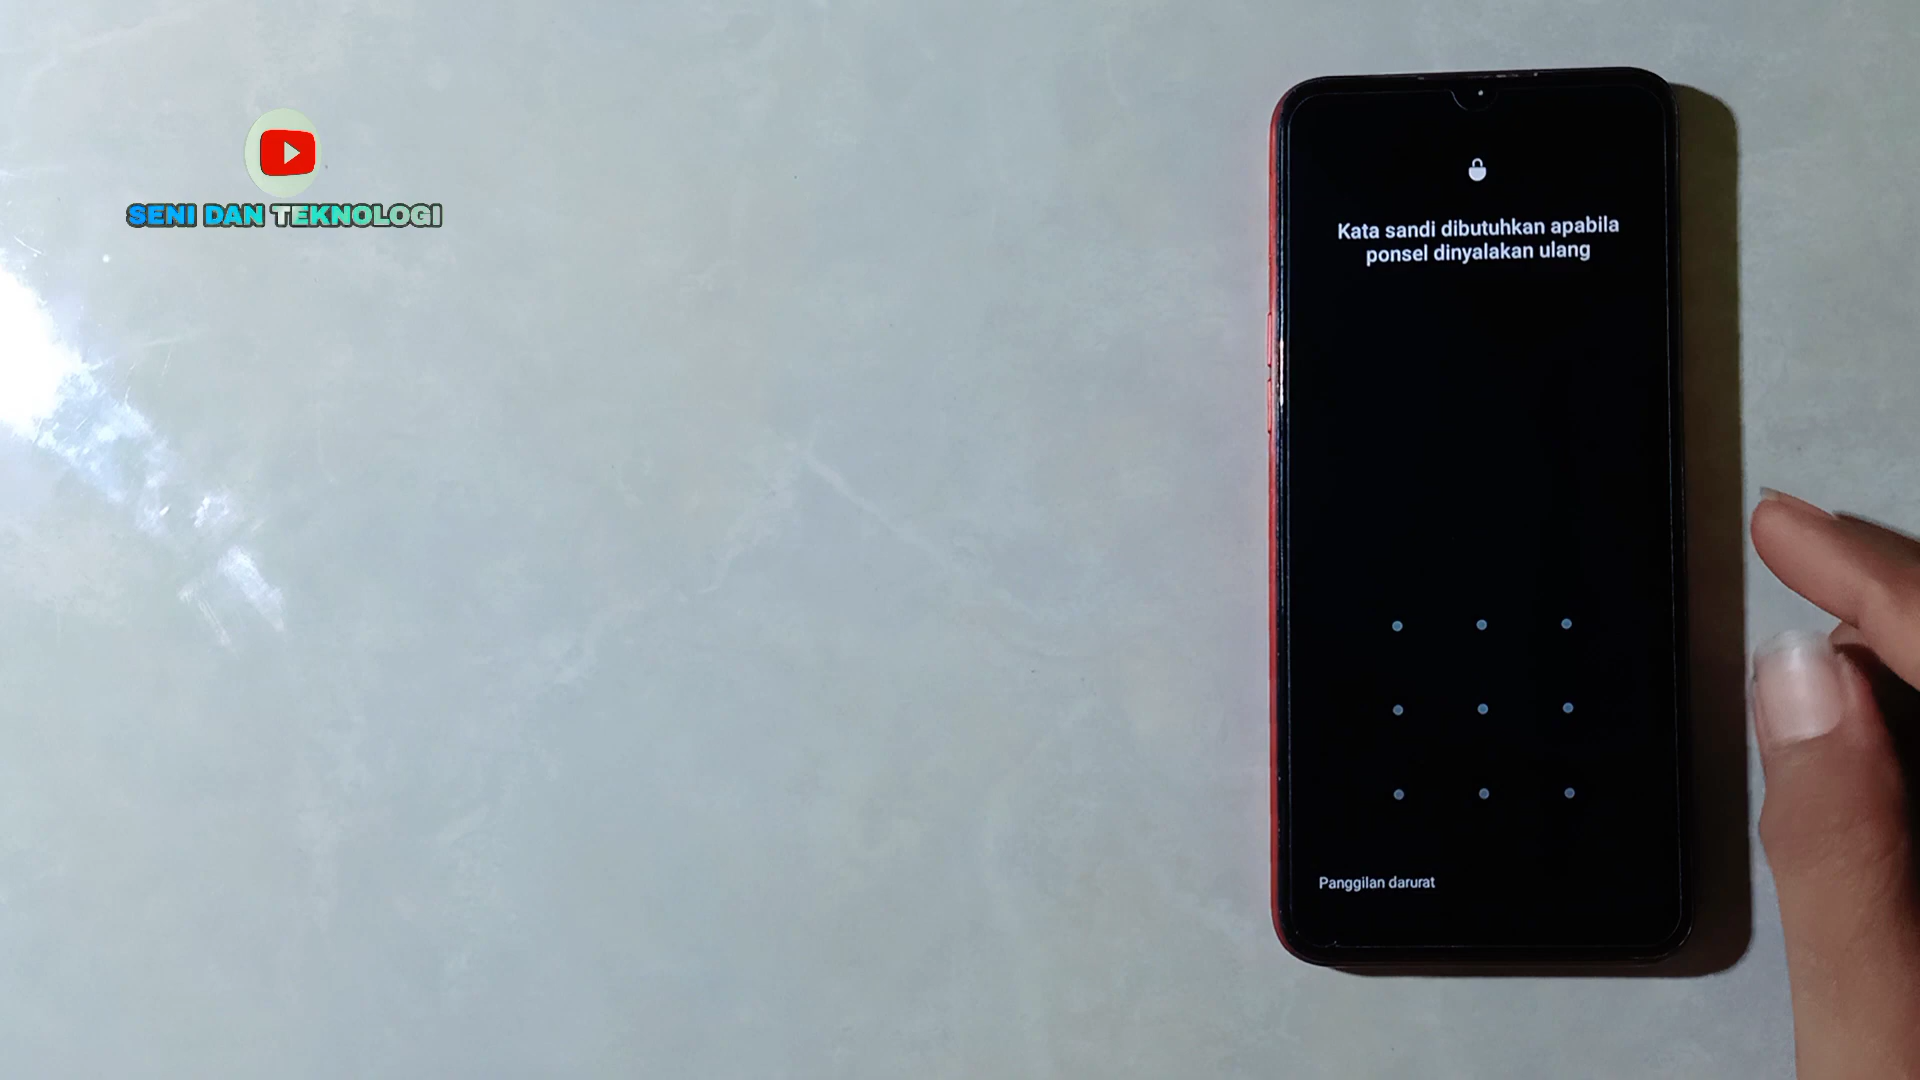 SENI DAN TEKNOLOGI
Kata sandi dibutuhkan apabila
ponsel dinyalakan ulang
Panggilan darurat